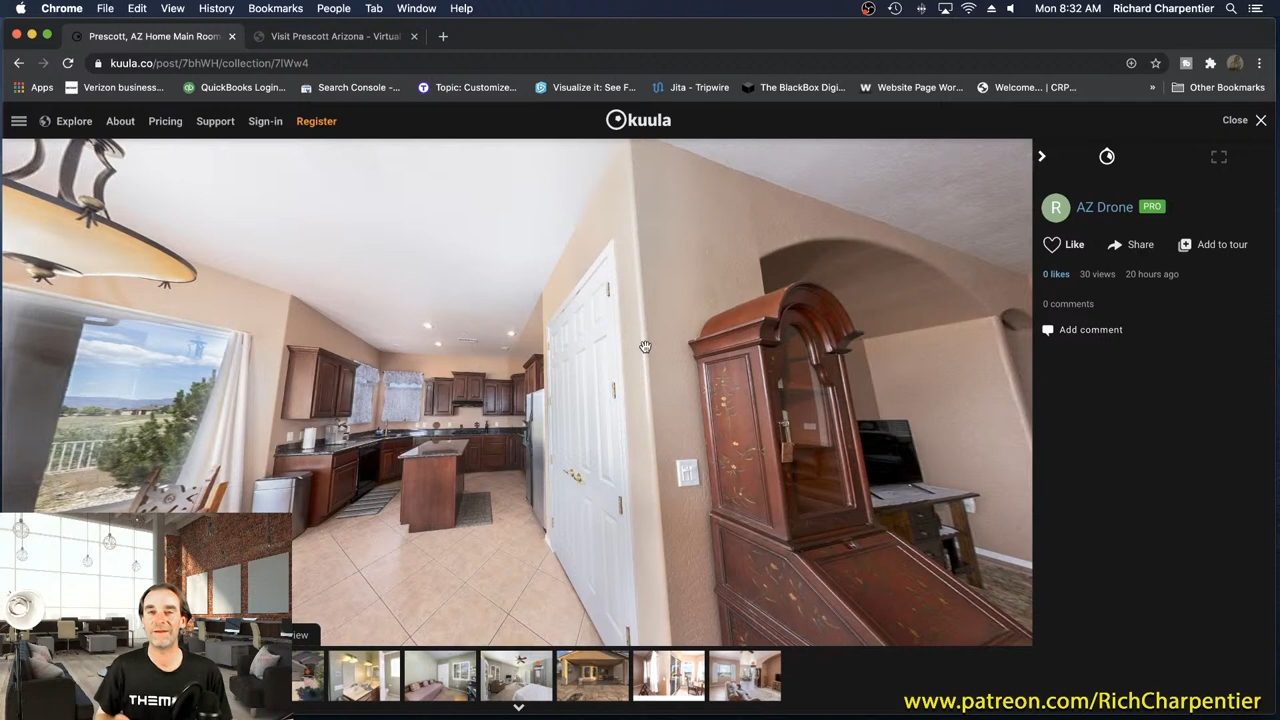 Chrome File Edit View History Bookmarks People Tab Window Help Mon 8:32 AM Richard Charpentier
Prescott, AZ Home Main Room Visit Prescott Arizona - Virtual
kuula.co/post/7bhWH/collection/7lWw4
Apps Verizon business... QuickBooks Login... Search Console -... Topic: Customize... Visualize it: See F... Jita - Tripwire The BlackBox Digi... Website Page Wor... Welcome... | CRP... » Other Bookmarks
Explore About Pricing Support Sign-in Register kuula Close
R AZ Drone PRO
Like Share Add to tour
0 likes 30 views 20 hours ago
0 comments
Add comment
view
THEM
www.patreon.com/RichCharpentier